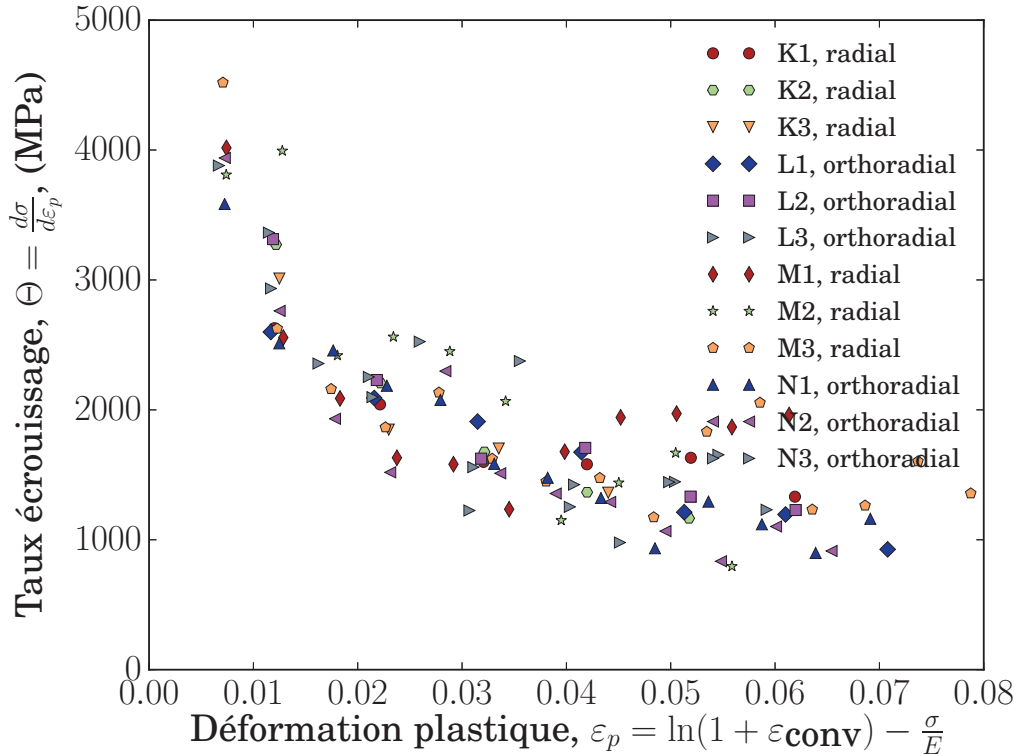 5000
4000
3000
2000
1000
0
Taux écrouissage, Θ = dσ/dε_p, (MPa)
K1, radial
K2, radial
K3, radial
L1, orthoradial
L2, orthoradial
L3, orthoradial
M1, radial
M2, radial
M3, radial
N1, orthoradial
N2, orthoradial
N3, orthoradial
0.00 0.01 0.02 0.03 0.04 0.05 0.06 0.07 0.08
Déformation plastique, ε_p = ln(1 + ε_conv) − σ/E